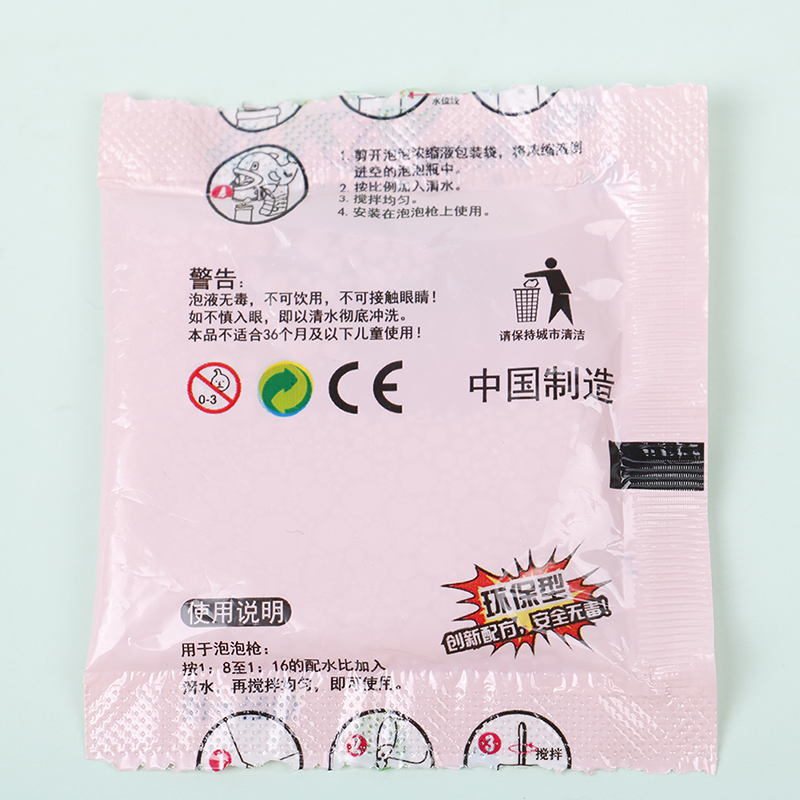 水位线
1. 剪开泡泡浓缩液包装袋，将浓缩液倒
进空的泡泡瓶中。
2. 按比例加入清水。
3. 搅拌均匀。
4. 安装在泡泡枪上使用。
4
警告：
泡液无毒，不可饮用，不可接触眼睛！
如不慎入眼，即以清水彻底冲洗。
本品不适合36个月及以下儿童使用！
请保持城市清洁
0-3
CE
中国制造
环保型
创新配方，安全无毒！
使用说明
用于泡泡枪：
按1：8至1：16的配水比加入
清水，再搅拌均匀，即可使用。
1
2
3
搅拌